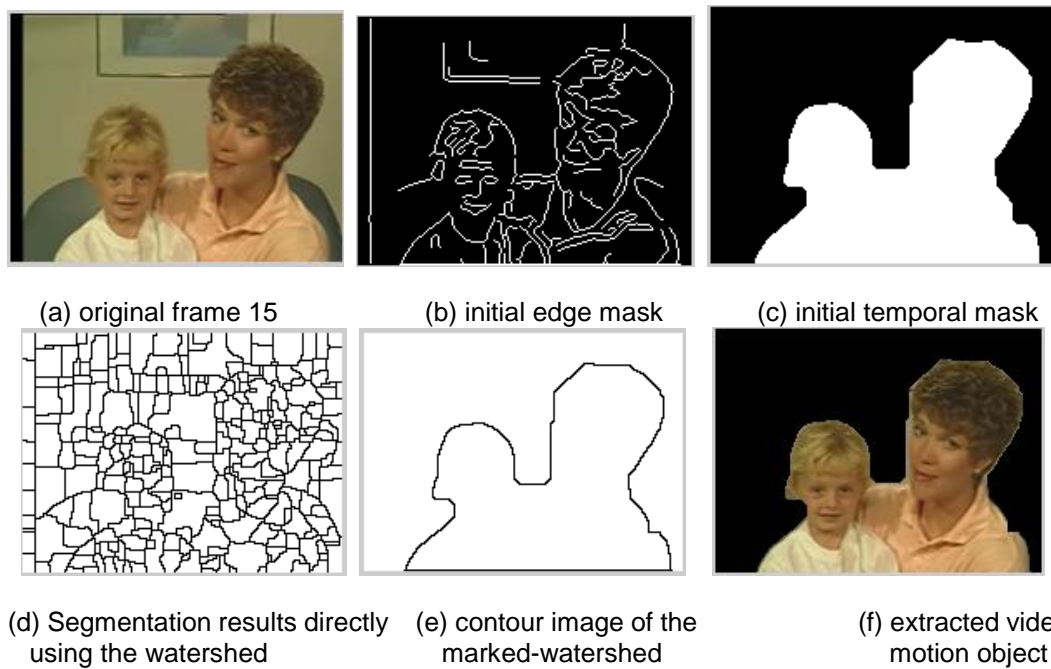 (a) original frame 15
(b) initial edge mask
(c) initial temporal mask
(d) Segmentation results directly
using the watershed
(e) contour image of the
marked-watershed
(f) extracted vide
motion object